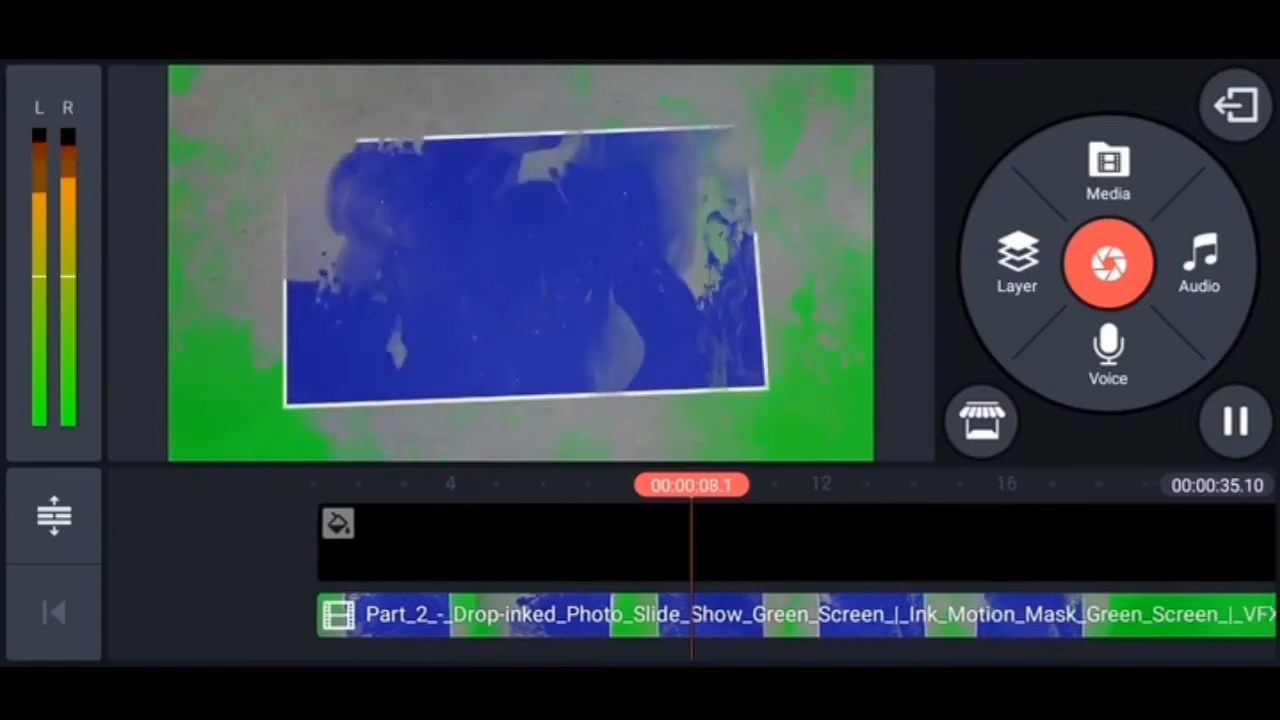 L R
Media
Layer
Audio
Voice
4
00:00:08.1
12
16
00:00:35.10
Part_2_-_Drop-inked_Photo_Slide_Show_Green_Screen_|_Ink_Motion_Mask_Green_Screen_|_VFX